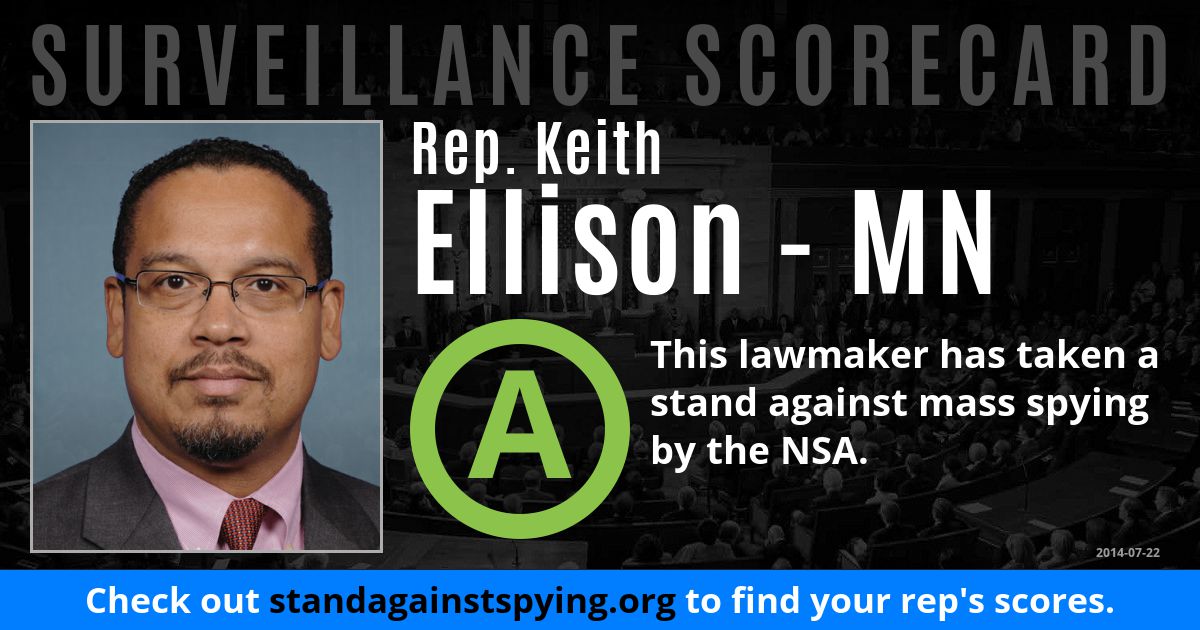 SURVEILLANCE SCORECARD
Rep. Keith
Ellison - MN
A
This lawmaker has taken a
stand against mass spying
by the NSA.
2014-07-22
Check out standagainstspying.org to find your rep's scores.